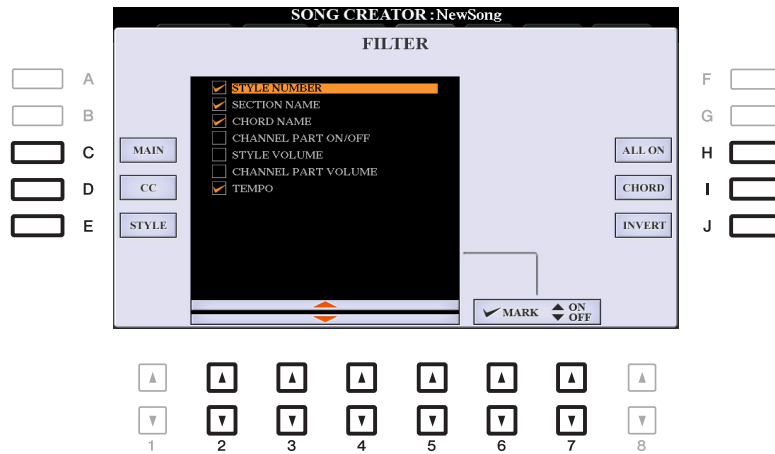 SONG CREATOR : NewSong
FILTER
STYLE NUMBER
SECTION NAME
CHORD NAME
CHANNEL PART ON/OFF
STYLE VOLUME
CHANNEL PART VOLUME
TEMPO
A
B
MAIN
C
CC
D
STYLE
E
F
G
ALL ON
H
CHORD
I
INVERT
J
MARK
ON
OFF
1 2 3 4 5 6 7 8